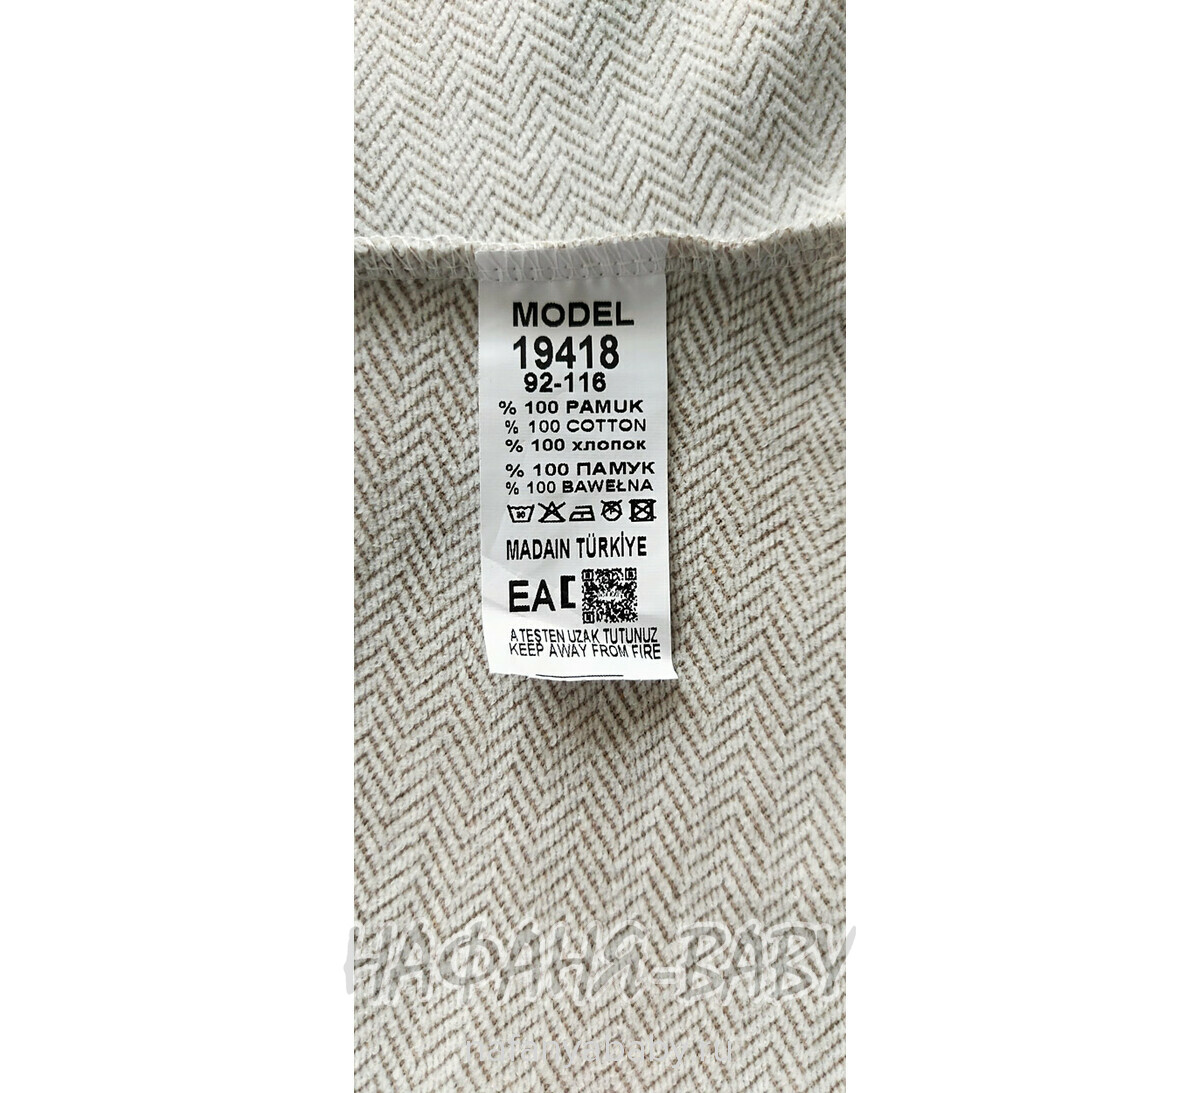 MODEL
19418
92-116
% 100 PAMUK
% 100 COTTON
% 100 хлопок
% 100 ПАМУК
% 100 BAWEŁNA
MADAIN TÜRKİYE
EAC
ATEŞTEN UZAK TUTUNUZ
KEEP AWAY FROM FIRE
НАФАНЯ-BABY